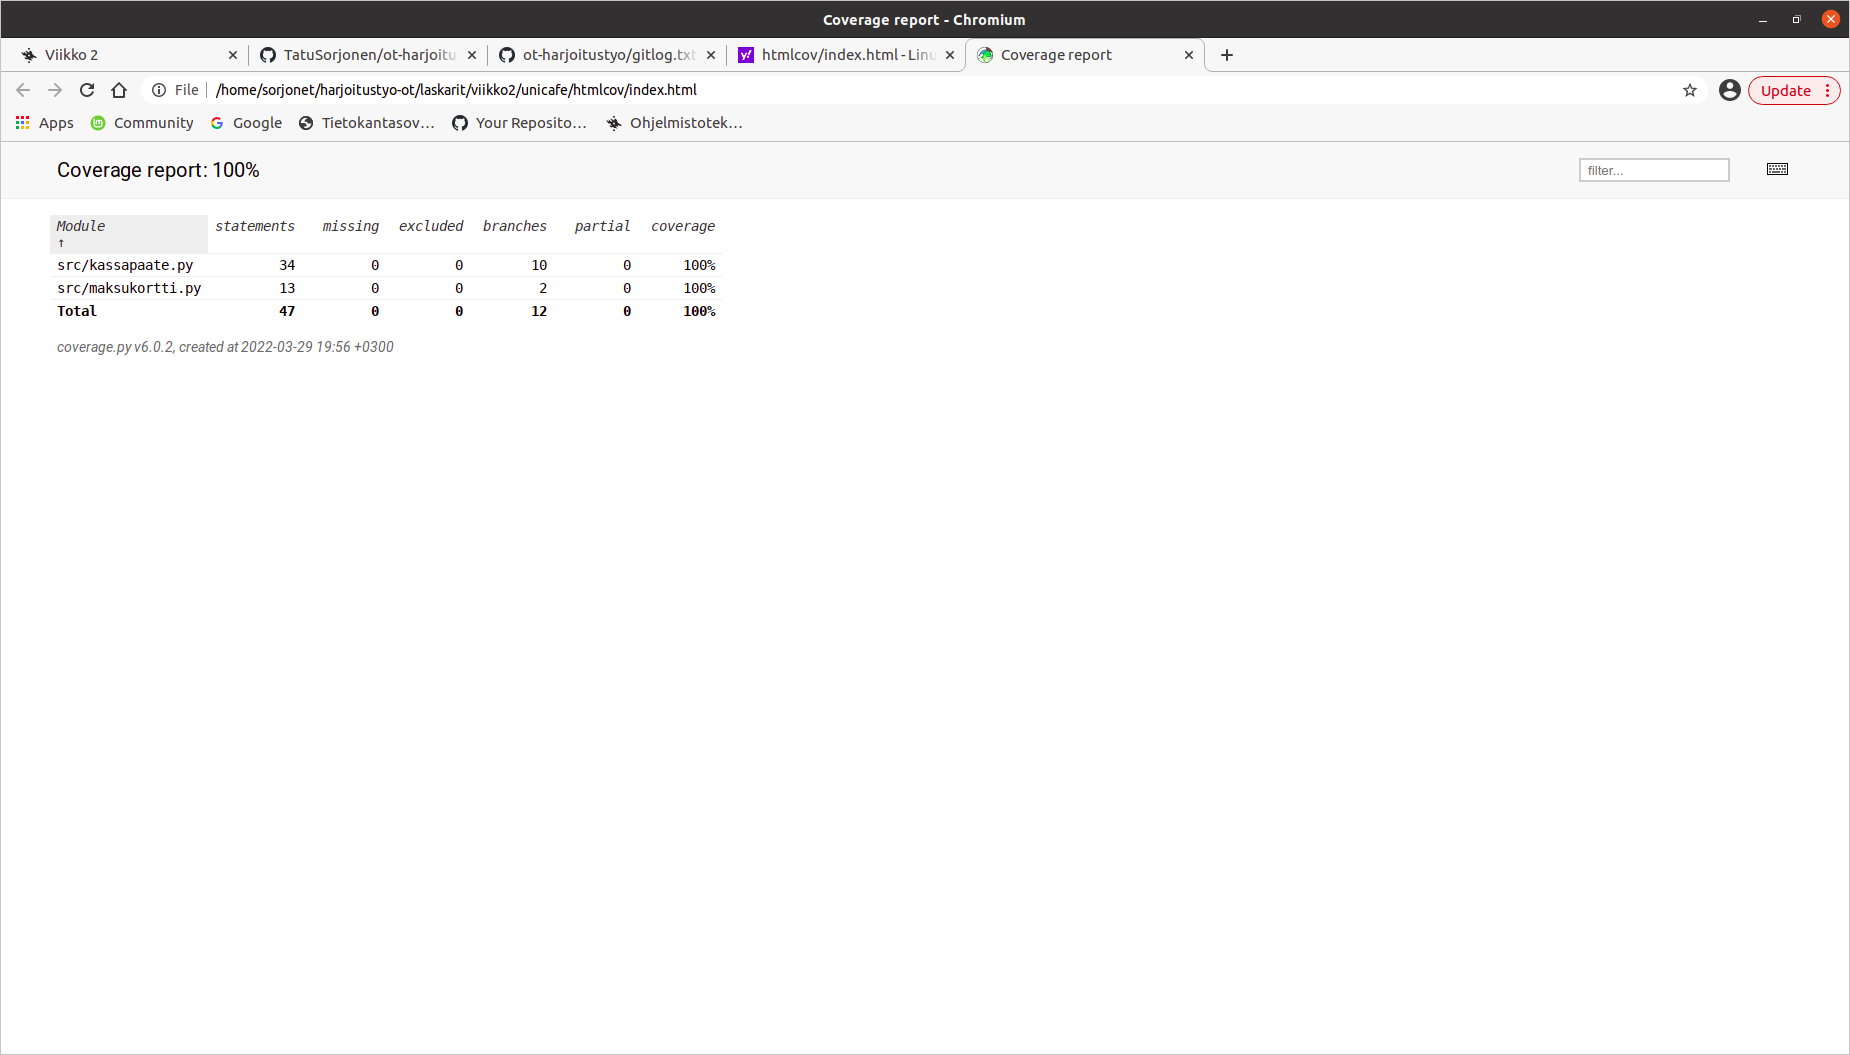 Coverage report - Chromium
Viikko 2
TatuSorjonen/ot-harjoitus
ot-harjoitustyo/gitlog.txt
htmlcov/index.html - Linu
Coverage report
File /home/sorjonet/harjoitustyo-ot/laskarit/viikko2/unicafe/htmlcov/index.html Update
Apps Community Google Tietokantasov… Your Reposito… Ohjelmistotek…
Coverage report: 100% filter...
Module ↑ statements missing excluded branches partial coverage
src/kassapaate.py 34 0 0 10 0 100%
src/maksukortti.py 13 0 0 2 0 100%
Total 47 0 0 12 0 100%
coverage.py v6.0.2, created at 2022-03-29 19:56 +0300